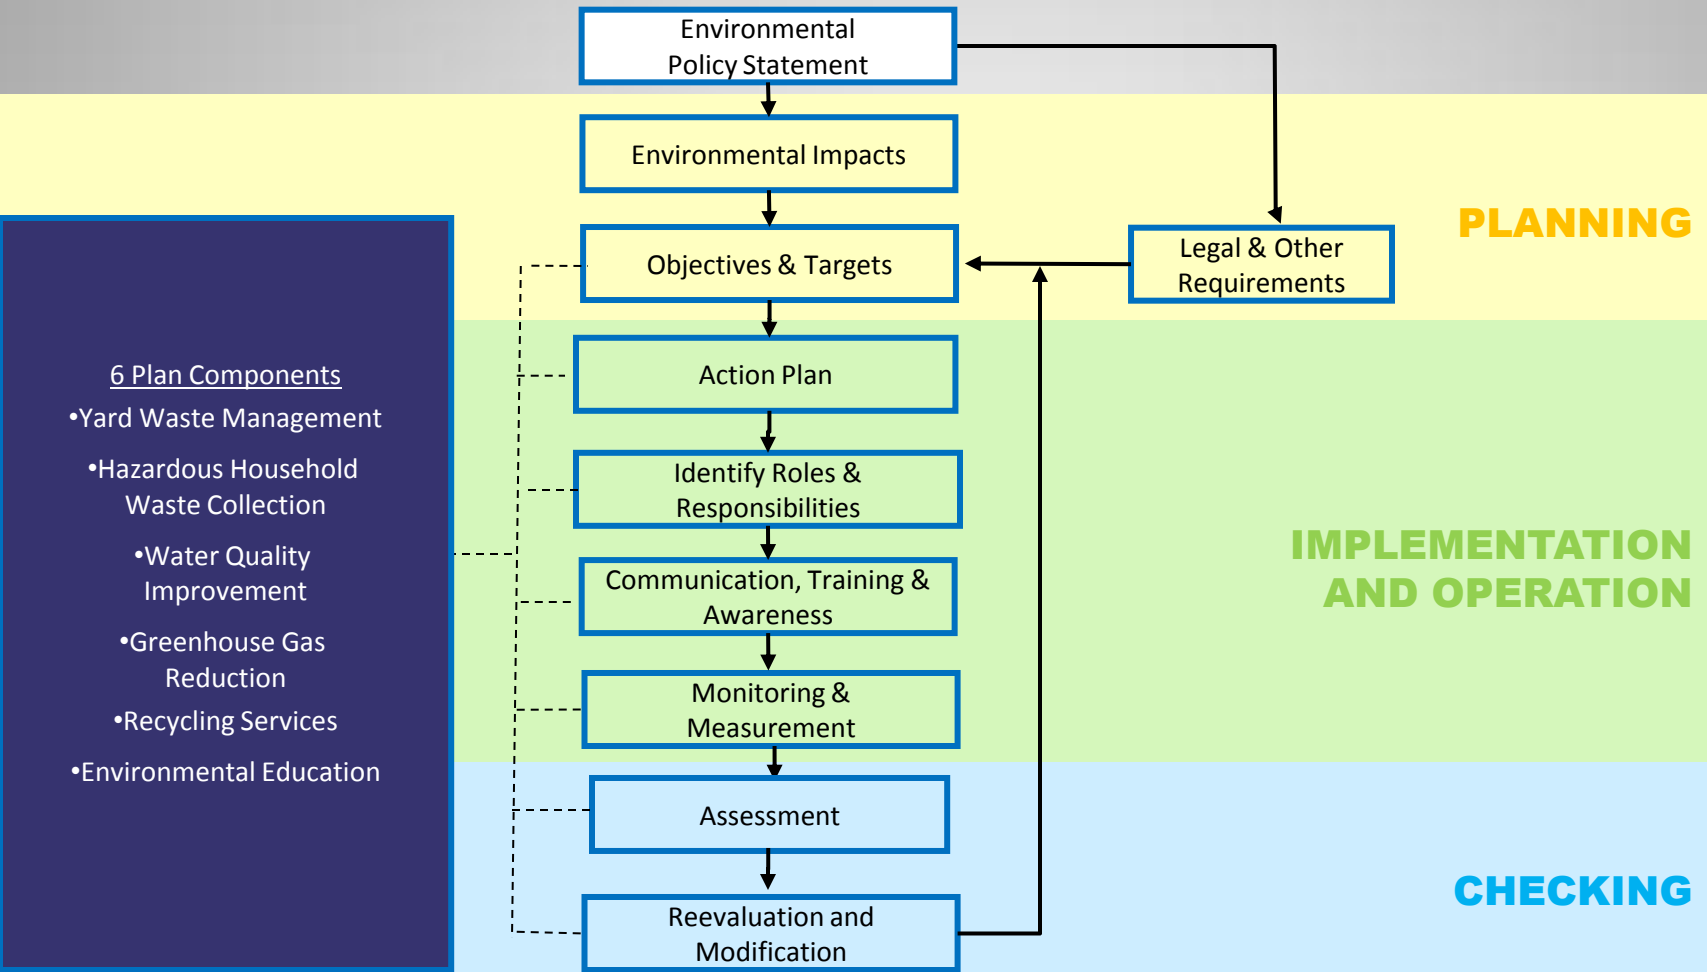 Environmental
Policy Statement
Environmental Impacts
PLANNING
Objectives & Targets
Legal & Other
Requirements
6 Plan Components
•Yard Waste Management
•Hazardous Household
Waste Collection
•Water Quality
Improvement
•Greenhouse Gas
Reduction
•Recycling Services
•Environmental Education
Action Plan
Identify Roles &
Responsibilities
Communication, Training &
Awareness
Monitoring &
Measurement
IMPLEMENTATION
AND OPERATION
Assessment
Reevaluation and
Modification
CHECKING